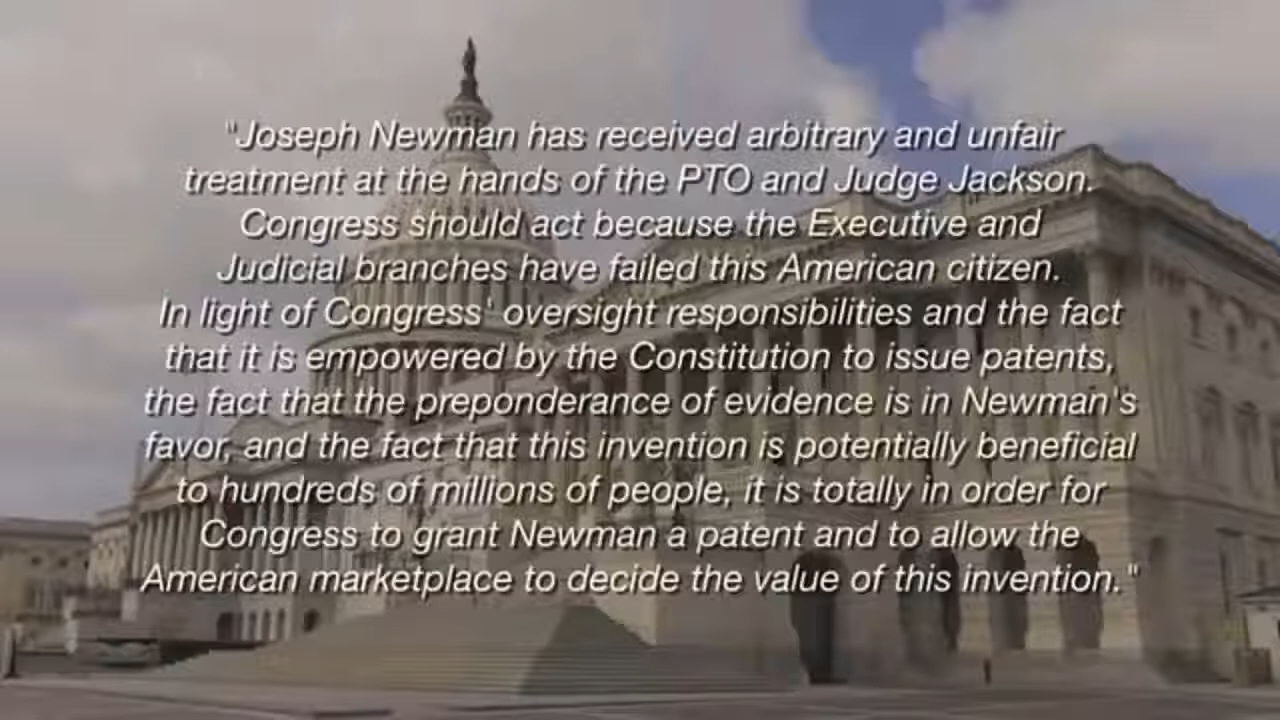 "Joseph Newman has received arbitrary and unfair
treatment at the hands of the PTO and Judge Jackson.
Congress should act because the Executive and
Judicial branches have failed this American citizen.
In light of Congress' oversight responsibilities and the fact
that it is empowered by the Constitution to issue patents,
the fact that the preponderance of evidence is in Newman's
favor, and the fact that this invention is potentially beneficial
to hundreds of millions of people, it is totally in order for
Congress to grant Newman a patent and to allow the
American marketplace to decide the value of this invention."